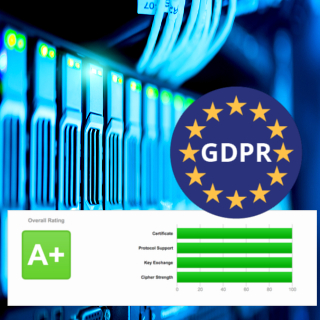 GDPR
Overall Rating
A+
Certificate
Protocol Support
Key Exchange
Cipher Strength
0 20 40 60 80 100